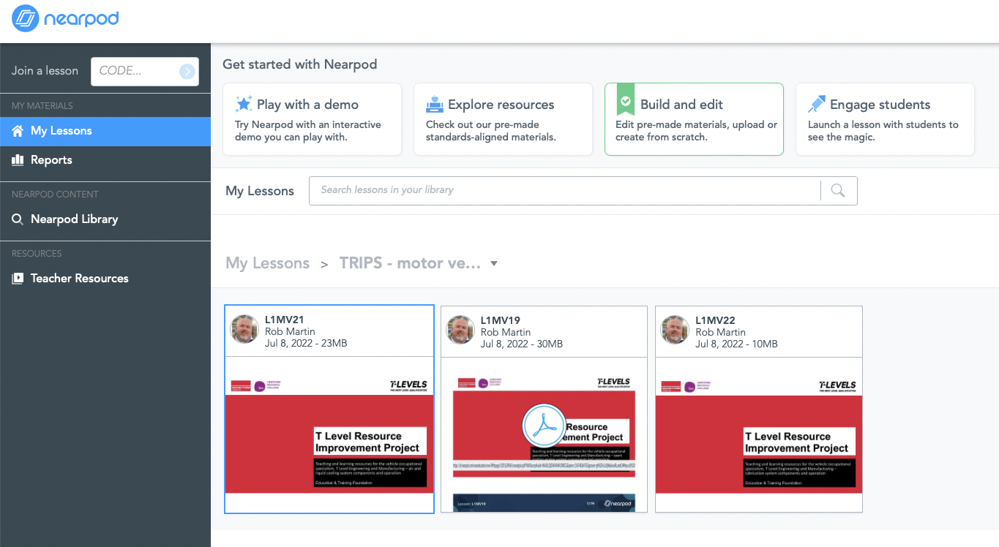 nearpod
Join a lesson
CODE...
MY MATERIALS
My Lessons
Reports
NEARPOD CONTENT
Nearpod Library
RESOURCES
Teacher Resources
Get started with Nearpod
Play with a demo
Try Nearpod with an interactive
demo you can play with.
Explore resources
Check out our pre-made
standards-aligned materials.
Build and edit
Edit pre-made materials, upload or
create from scratch.
Engage students
Launch a lesson with students to
see the magic.
My Lessons
Search lessons in your library
My Lessons > TRIPS - motor ve...
L1MV21
Rob Martin
Jul 8, 2022 - 23MB
HERTFORD
REGIONAL
COLLEGE
T-LEVELS
THE NEXT LEVEL QUALIFICATION
T Level Resource
Improvement Project
Teaching and learning resources for the vehicle occupational
specialism, T Level Engineering and Manufacturing – air and
liquid cooling system components and operation
Education & Training Foundation
L1MV19
Rob Martin
Jul 8, 2022 - 30MB
HERTFORD
REGIONAL
COLLEGE
T-LEVELS
THE NEXT LEVEL QUALIFICATION
Resource
ement Project
Teaching and learning resources for the vehicle occupational
specialism, T Level Engineering and Manufacturing – spark
Lesson: L1MV19
1/79
nearpod
L1MV22
Rob Martin
Jul 8, 2022 - 10MB
HERTFORD
REGIONAL
COLLEGE
T-LEVELS
THE NEXT LEVEL QUALIFICATION
T Level Resource
Improvement Project
Teaching and learning resources for the vehicle occupational
specialism, T Level Engineering and Manufacturing –
lubrication system components and operation
Education & Training Foundation